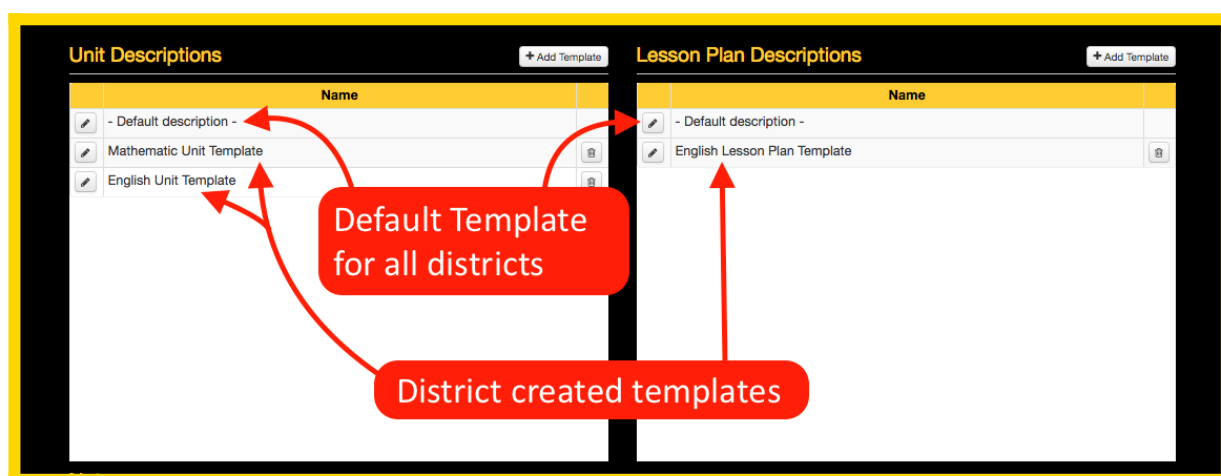 Unit Descriptions
+ Add Template
Name
- Default description -
Mathematic Unit Template
English Unit Template
Lesson Plan Descriptions
+ Add Template
Name
- Default description -
English Lesson Plan Template
Default Template
for all districts
District created templates